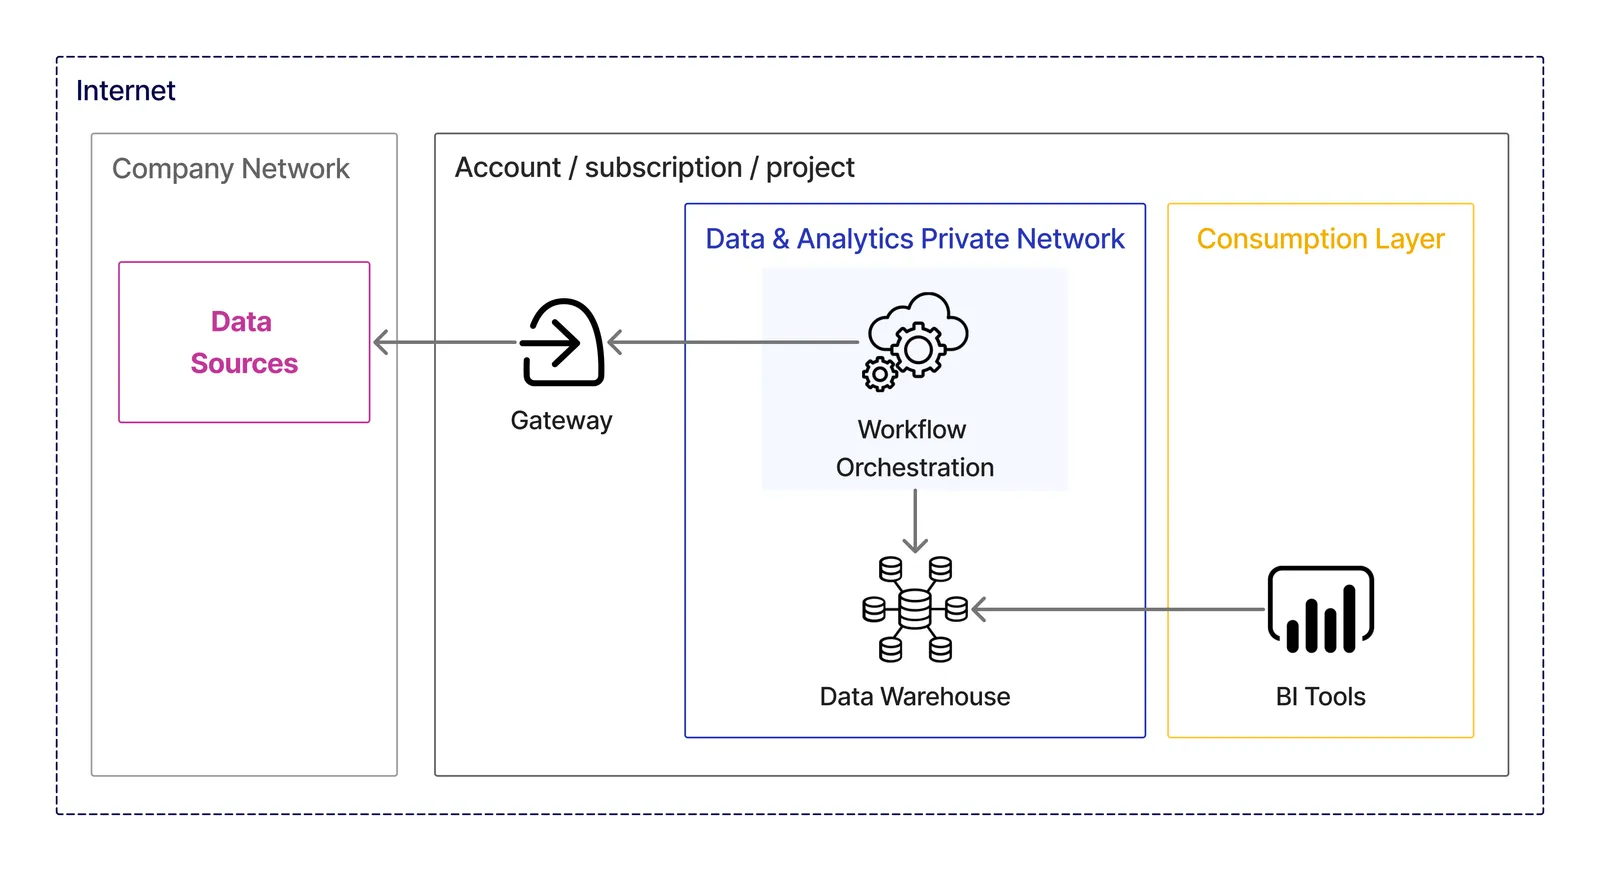 Internet
Company Network
Account / subscription / project
Data & Analytics Private Network
Consumption Layer
Data
Sources
Gateway
Workflow
Orchestration
Data Warehouse
BI Tools